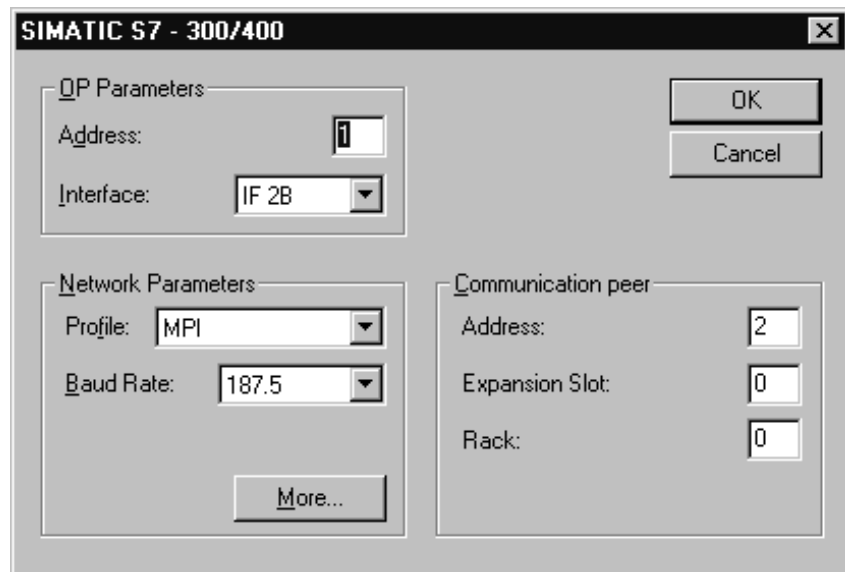 SIMATIC S7 - 300/400
OP Parameters
Address: 1
Interface: IF 2B
OK
Cancel
Network Parameters
Profile: MPI
Baud Rate: 187.5
More...
Communication peer
Address: 2
Expansion Slot: 0
Rack: 0